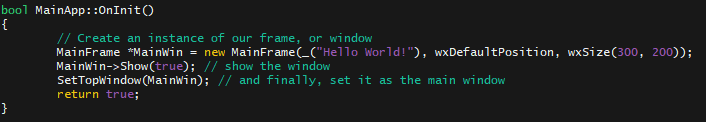 bool MainApp::OnInit()
{
        // Create an instance of our frame, or window
        MainFrame *MainWin = new MainFrame(_("Hello World!"), wxDefaultPosition, wxSize(300, 200));
        MainWin->Show(true); // show the window
        SetTopWindow(MainWin); // and finally, set it as the main window
        return true;
}